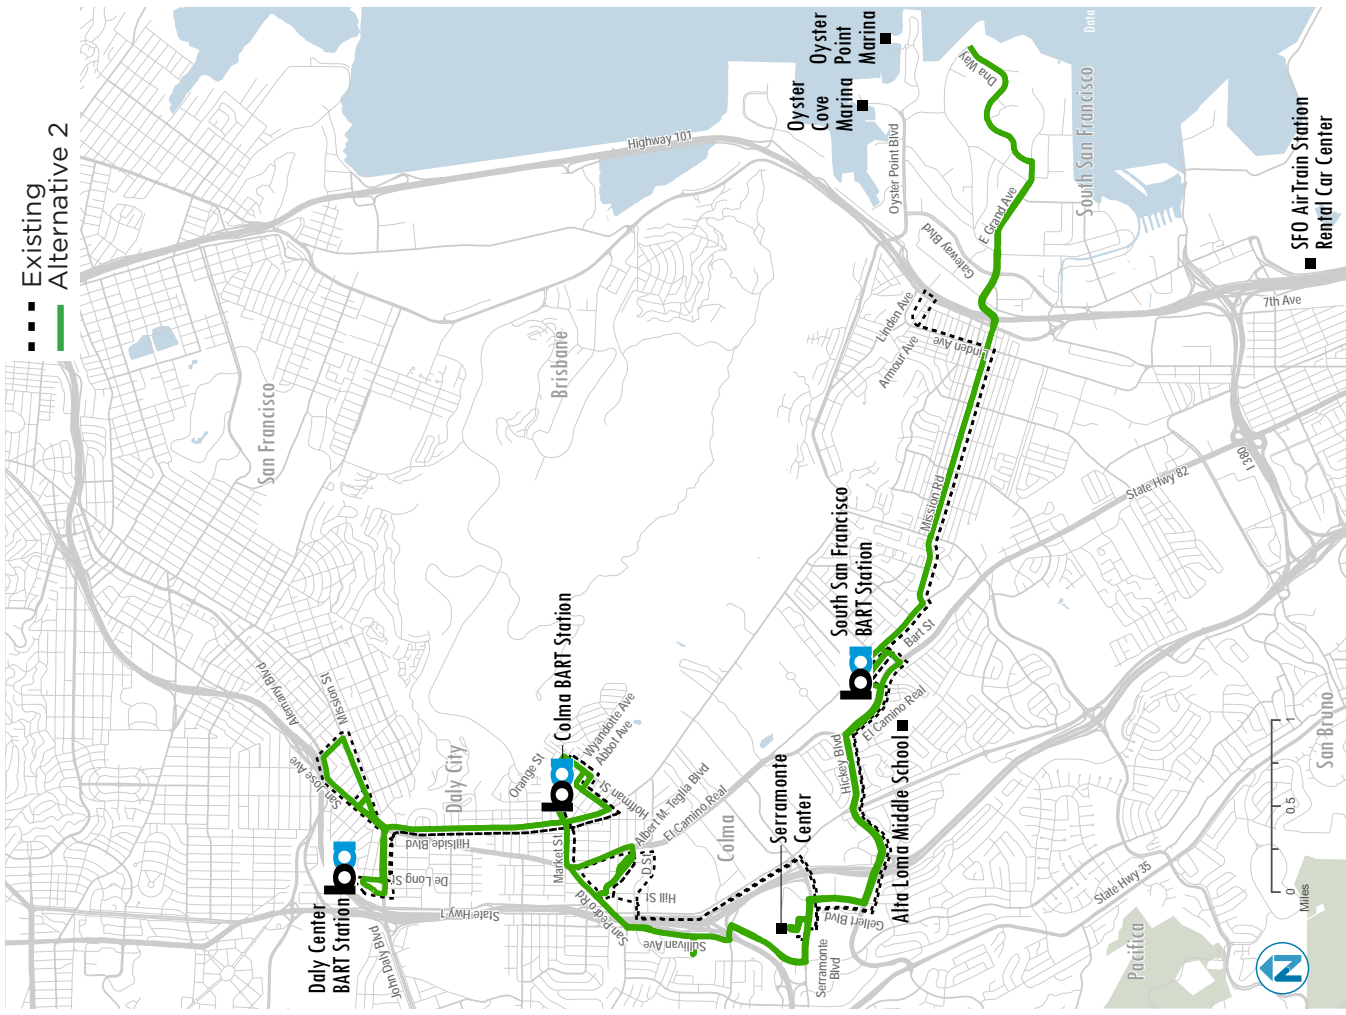 Existing
Alternative 2
Oyster
Point
Marina
Oyster
Cove
Marina
Data
Dna Way
South San Francisco
Highway 101
Oyster Point Blvd
E Grand Ave
Gateway Blvd
SFO AirTrain Station
Rental Car Center
7th Ave
Linden Ave
Armour Ave
Linden Ave
San Francisco
Brisbane
Mission Rd
State Hwy 82
I 380
South San Francisco
BART Station
Bart St
El Camino Real
Colma BART Station
Wyandotte Ave
Abbot Ave
Orange St
Hoffman St
Alemany Blvd
Mission St
San Jose Ave
Daly City
Hillside Blvd
Albert M. Teglia Blvd
El Camino Real
Colma
Serramonte
Center
Hickey Blvd
Alta Loma Middle School
San Bruno
Daly Center
BART Station
De Long St
Market St
D St
Hill St
San Pedro Rd
State Hwy 1
John Daly Blvd
Sullivan Ave
Serramonte
Blvd
Gellert Blvd
State Hwy 35
Pacifica
0
0.5
1
Miles
N
ba
ba
ba